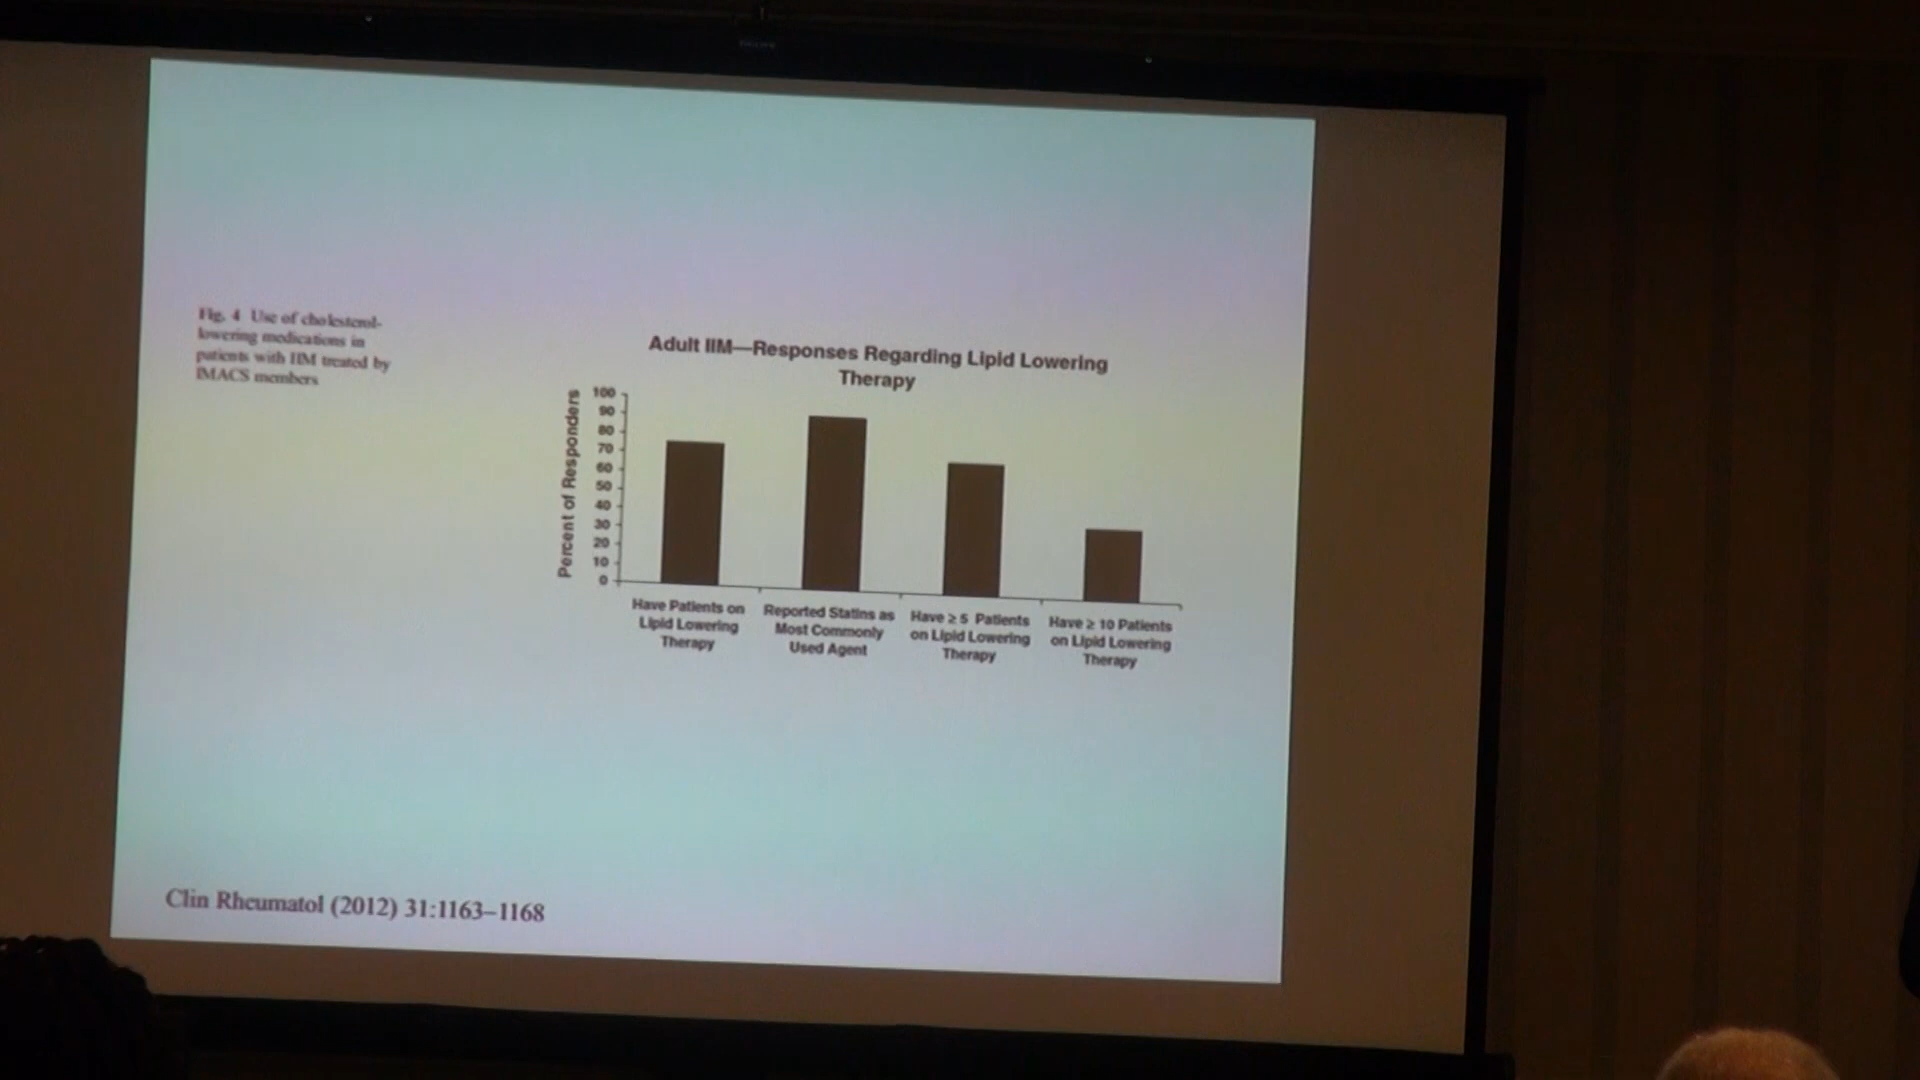 Fig. 4 Use of cholesterol-
lowering medications in
patients with IIM treated by
IMACS members
Adult IIM—Responses Regarding Lipid Lowering
Therapy
Percent of Responders
100
90
80
70
60
50
40
30
20
10
0
Have Patients on
Lipid Lowering
Therapy
Reported Statins as
Most Commonly
Used Agent
Have ≥ 5 Patients
on Lipid Lowering
Therapy
Have ≥ 10 Patients
on Lipid Lowering
Therapy
Clin Rheumatol (2012) 31:1163–1168